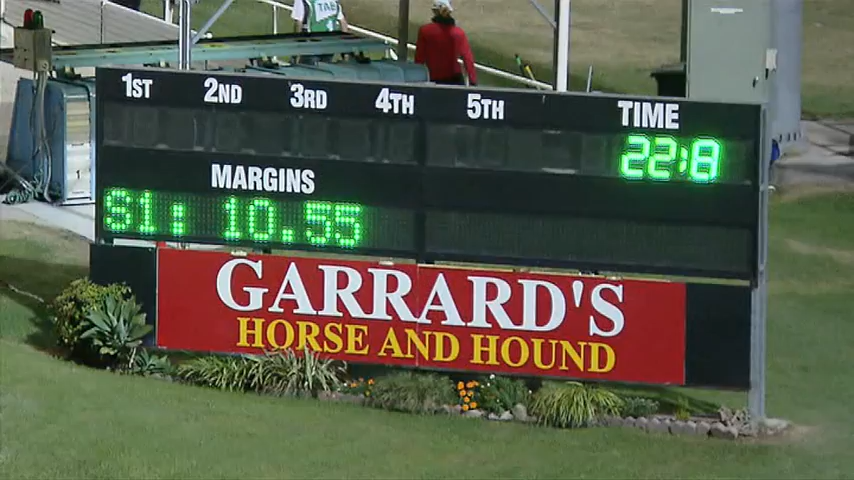 TAB
1ST 2ND 3RD 4TH 5TH TIME
22:8
MARGINS
S1: 10.55
GARRARD'S
HORSE AND HOUND